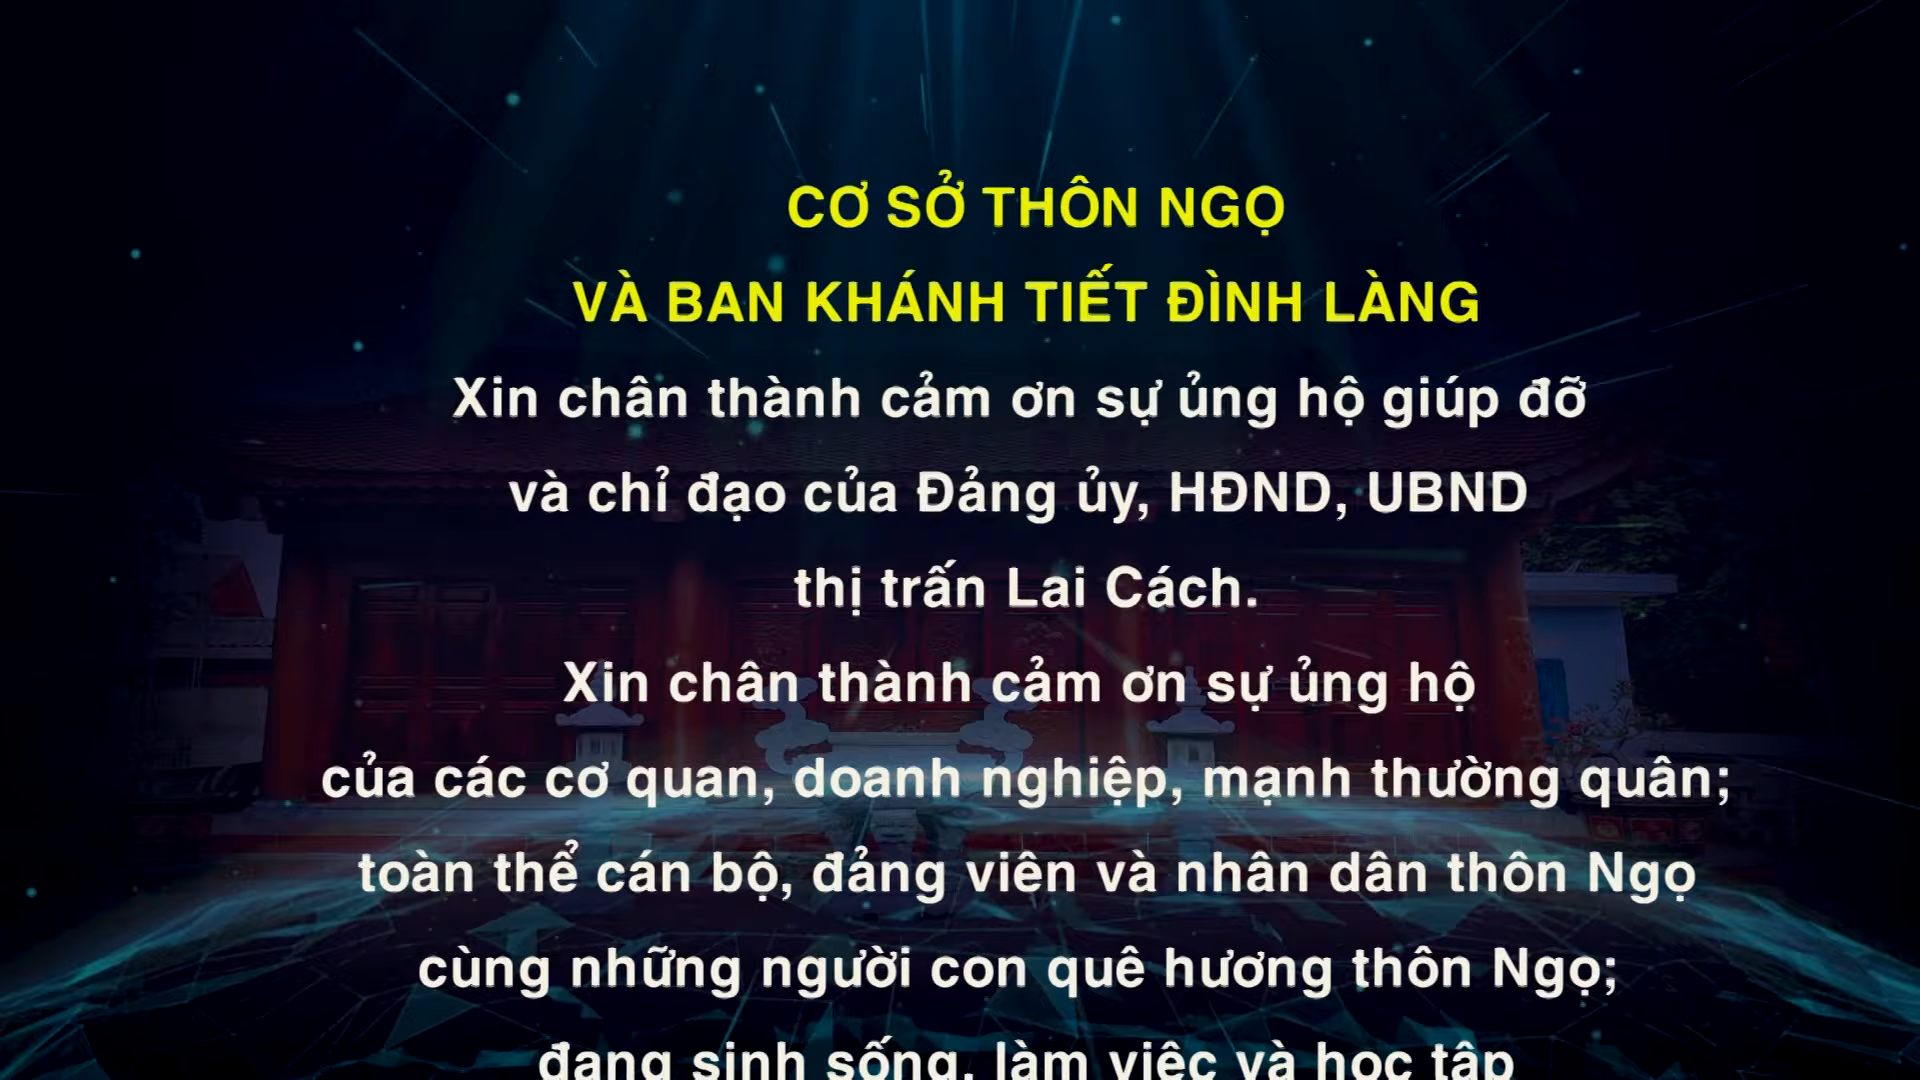 CƠ SỞ THÔN NGỌ
VÀ BAN KHÁNH TIẾT ĐÌNH LÀNG
Xin chân thành cảm ơn sự ủng hộ giúp đỡ
và chỉ đạo của Đảng ủy, HĐND, UBND
thị trấn Lai Cách.
Xin chân thành cảm ơn sự ủng hộ
của các cơ quan, doanh nghiệp, mạnh thường quân;
toàn thể cán bộ, đảng viên và nhân dân thôn Ngọ
cùng những người con quê hương thôn Ngọ;
đang sinh sống, làm việc và học tập